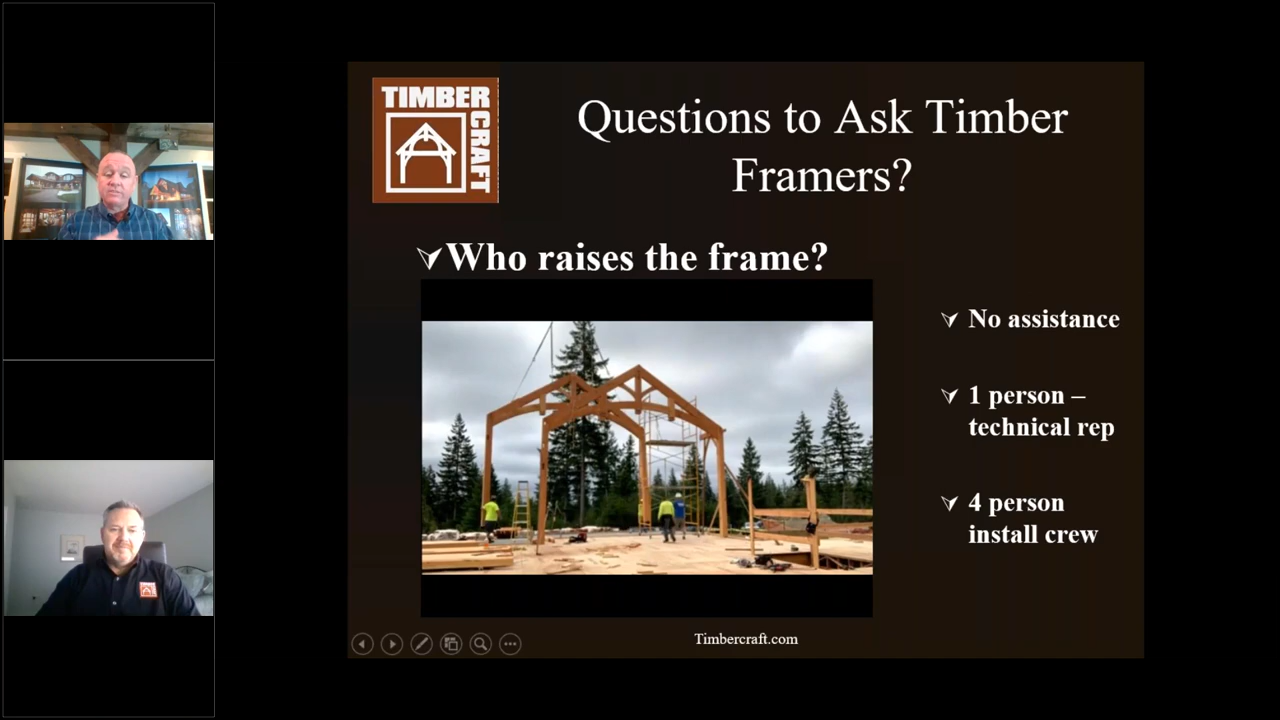 TIMBER
CRAFT
Questions to Ask Timber
Framers?
Who raises the frame?
No assistance
1 person –
technical rep
4 person
install crew
Timbercraft.com